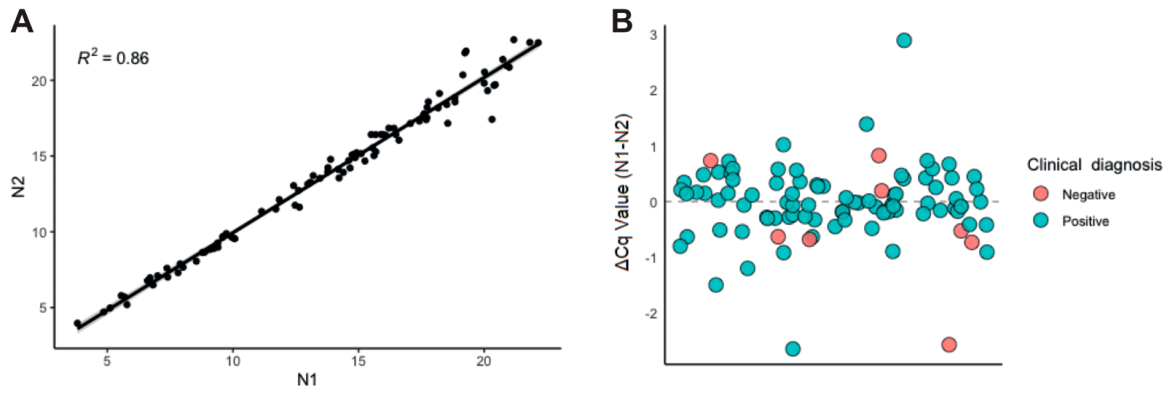 A
R² = 0.86
20
15
10
5
N2
5
10
15
20
N1
B
3
2
1
0
-1
-2
ΔCq Value (N1-N2)
Clinical diagnosis
Negative
Positive